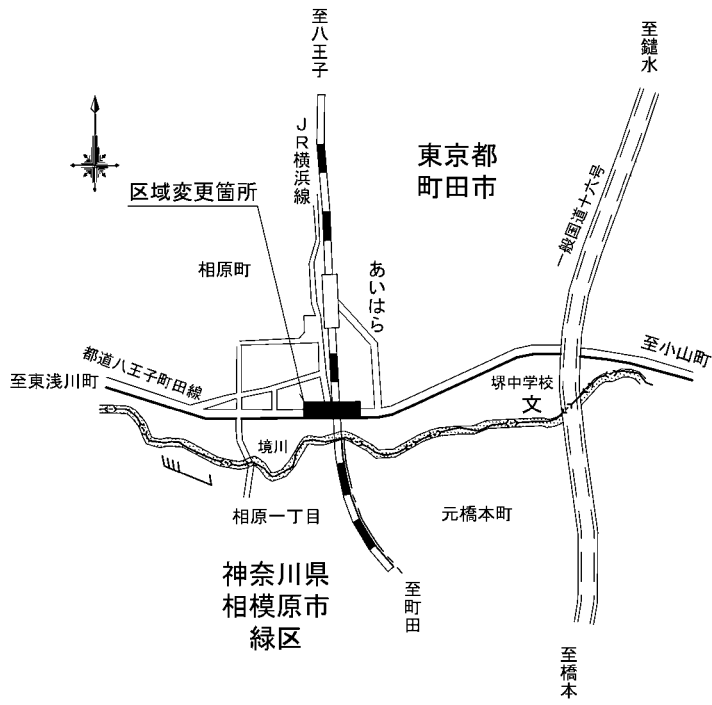 至八王子
至鑓水
JR横浜線
東京都
町田市
区域変更箇所
一般国道十六号
相原町
あいはら
都道八王子町田線
至小山町
至東浅川町
堺中学校
文
境川
相原一丁目
元橋本町
神奈川県
相模原市
緑区
至町田
至橋本